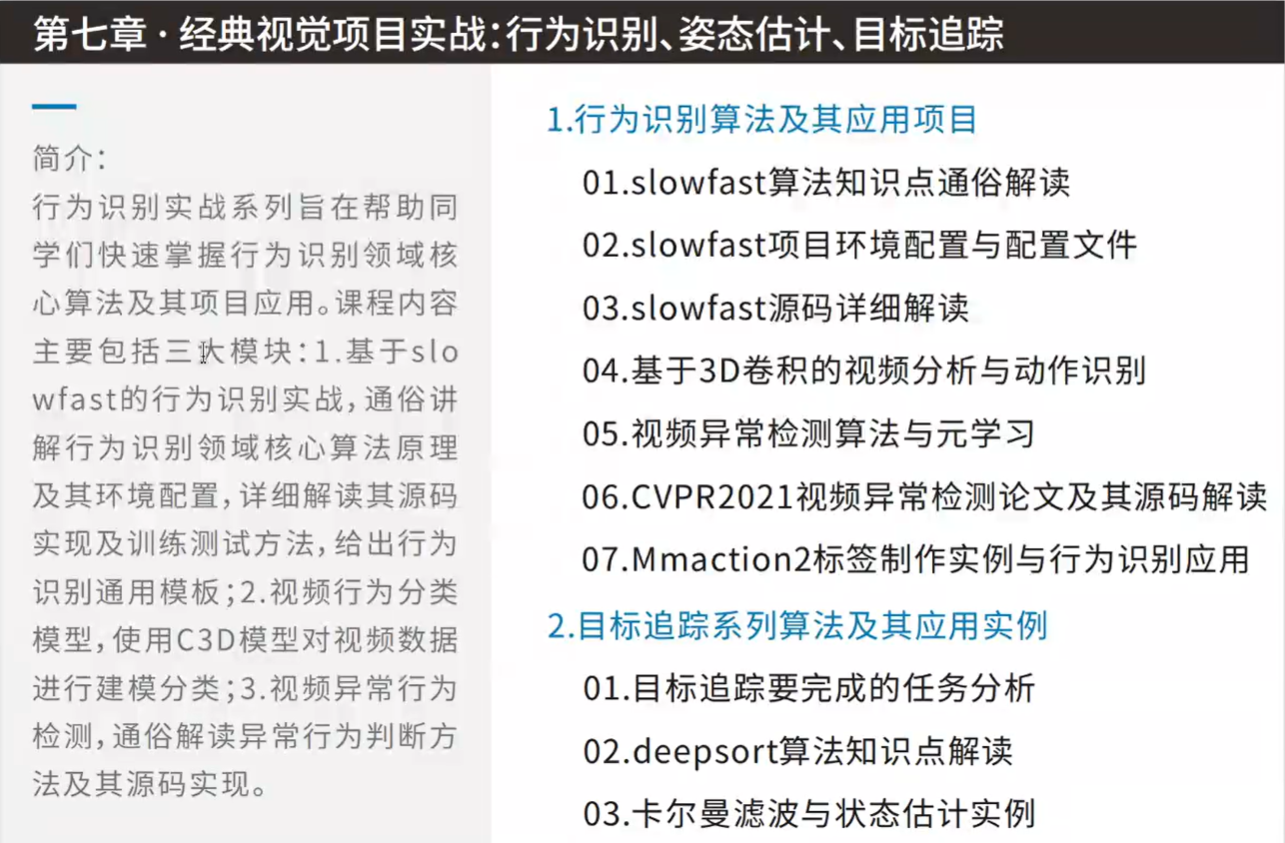 第七章·经典视觉项目实战:行为识别、姿态估计、目标追踪
简介:
行为识别实战系列旨在帮助同
学们快速掌握行为识别领域核
心算法及其项目应用。课程内容
主要包括三大模块:1.基于slo
wfast的行为识别实战,通俗讲
解行为识别领域核心算法原理
及其环境配置,详细解读其源码
实现及训练测试方法,给出行为
识别通用模板;2.视频行为分类
模型,使用C3D模型对视频数据
进行建模分类;3.视频异常行为
检测,通俗解读异常行为判断方
法及其源码实现。
1.行为识别算法及其应用项目
01.slowfast算法知识点通俗解读
02.slowfast项目环境配置与配置文件
03.slowfast源码详细解读
04.基于3D卷积的视频分析与动作识别
05.视频异常检测算法与元学习
06.CVPR2021视频异常检测论文及其源码解读
07.Mmaction2标签制作实例与行为识别应用
2.目标追踪系列算法及其应用实例
01.目标追踪要完成的任务分析
02.deepsort算法知识点解读
03.卡尔曼滤波与状态估计实例